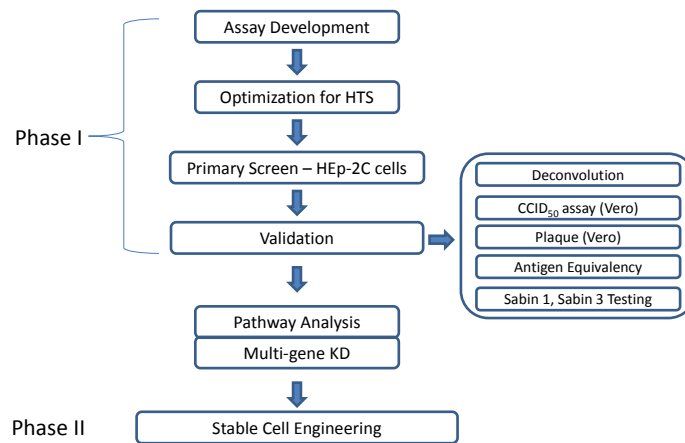 Assay Development
Optimization for HTS
Phase I
Primary Screen – HEp-2C cells
Validation
Deconvolution
CCID₅₀ assay (Vero)
Plaque (Vero)
Antigen Equivalency
Sabin 1, Sabin 3 Testing
Pathway Analysis
Multi-gene KD
Phase II
Stable Cell Engineering